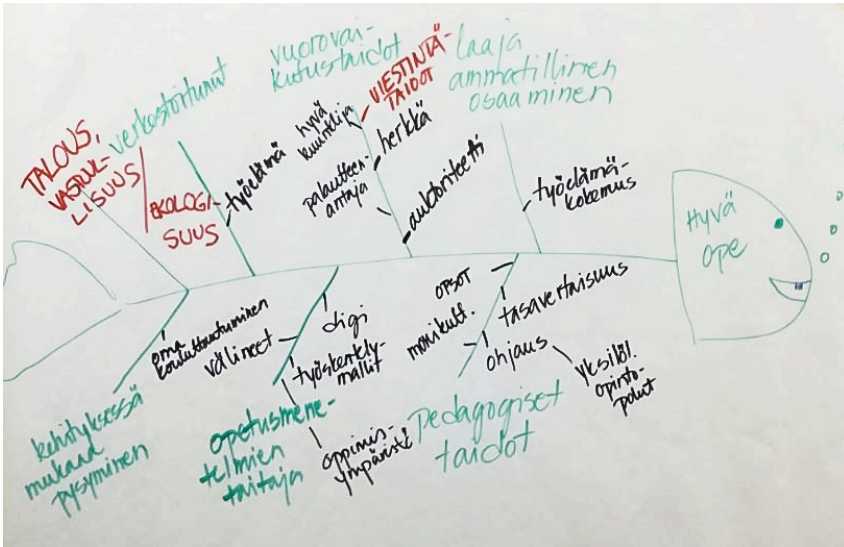 TALOUS,
VASTUUL-
LISUUS
verkostoitunut
EKOLOGI-
SUUS
työelämä
vuorovai-
kutustaidot
VIESTINTÄ-
TAIDOT
hyvä
kuuntelija
herkkä
palautteen-
antaja
auktoriteetti
laaja
ammatillinen
osaaminen
työelämä-
kokemus
Hyvä
ope
kehityksessä
mukana
pysyminen
oma
kouluttautuminen
välineet
digi
työskentely-
mallit
opetusmene-
telmien
taitaja
oppimis-
ympäristö
OPSOT
monikult.
tasavertaisuus
ohjaus
yksilöl.
opinto-
polut
Pedagogiset
taidot